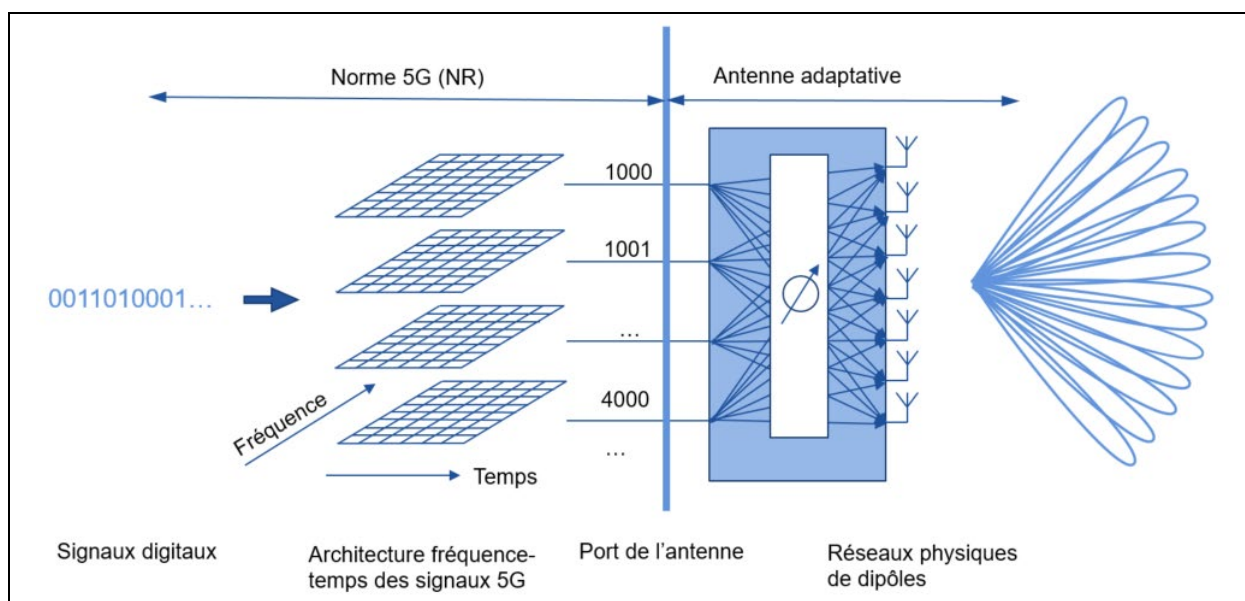 Norme 5G (NR)
Antenne adaptative
1000
1001
0011010001...
...
4000
Fréquence
...
Temps
Signaux digitaux
Architecture fréquence-
temps des signaux 5G
Port de l'antenne
Réseaux physiques
de dipôles